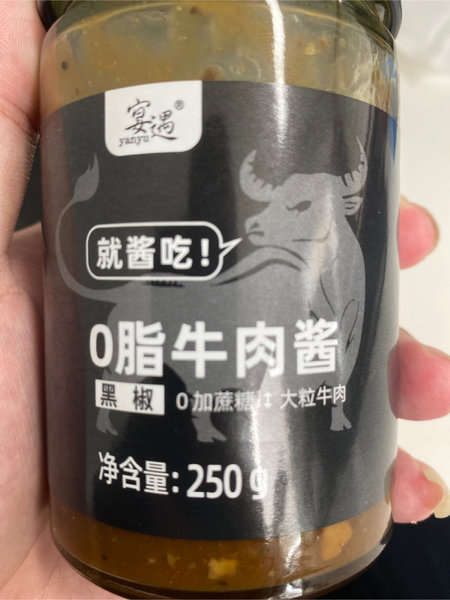 宴遇®
yanyu
就酱吃！
0脂牛肉酱
黑椒 0加蔗糖 大粒牛肉
净含量：250g